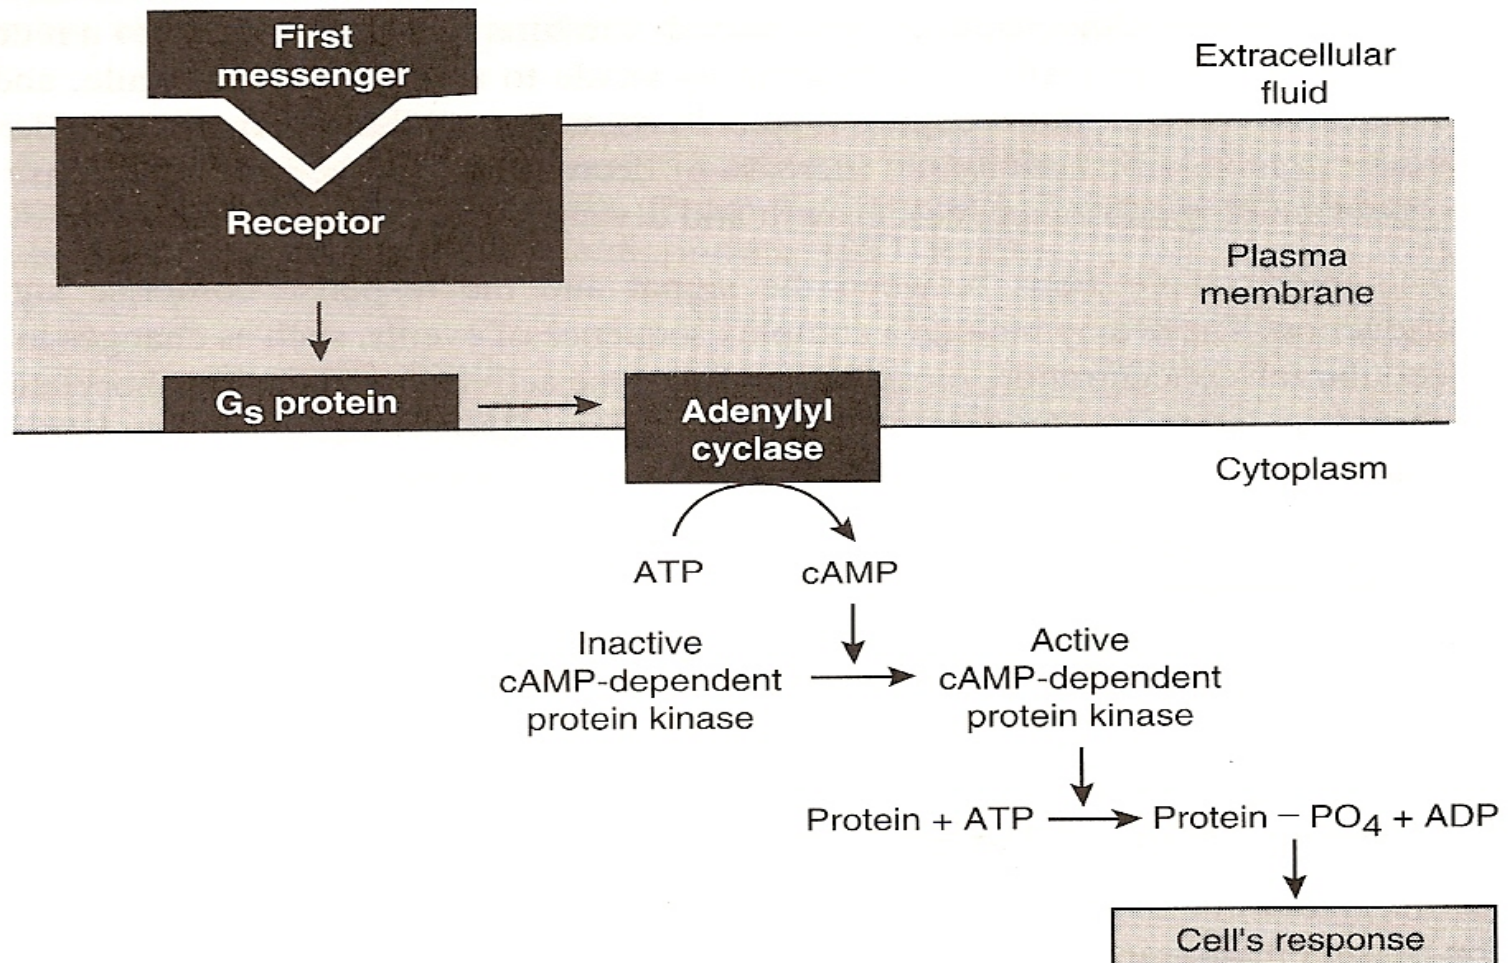 First
messenger
Extracellular
fluid
Receptor
Plasma
membrane
Gs protein
Adenylyl
cyclase
Cytoplasm
ATP
cAMP
Inactive
cAMP-dependent
protein kinase
Active
cAMP-dependent
protein kinase
Protein + ATP
Protein – PO4 + ADP
Cell's response